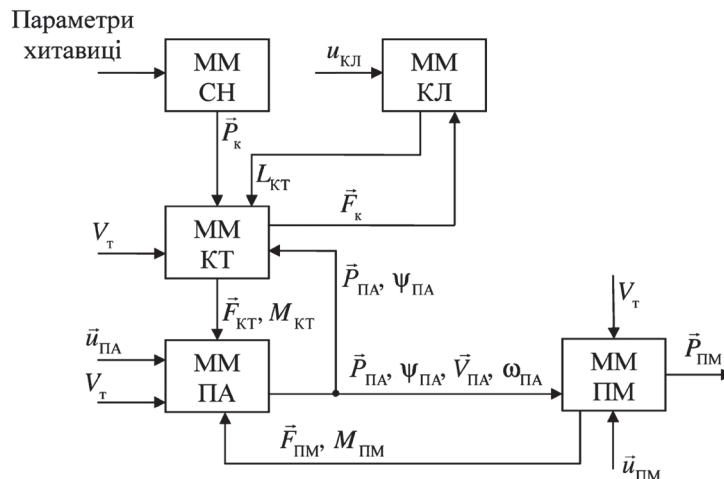 Параметри
хитавиці
ММ
СН
u_КЛ
ММ
КЛ
P⃗_к
L_КТ
F⃗_к
V_т
ММ
КТ
P⃗_ПА, ψ_ПА
F⃗_КТ, M_КТ
V_т
u⃗_ПА
V_т
ММ
ПА
P⃗_ПА, ψ_ПА, V⃗_ПА, ω_ПА
ММ
ПМ
P⃗_ПМ
F⃗_ПМ, M_ПМ
u⃗_ПМ